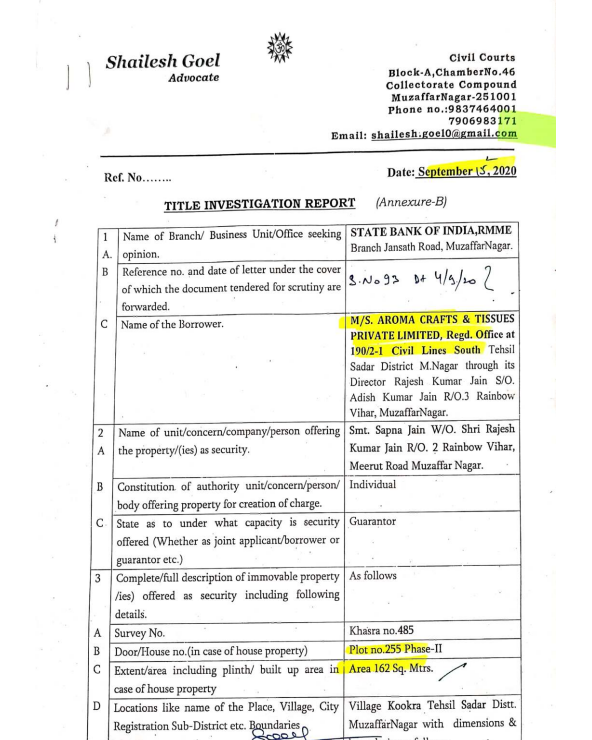 Shailesh Goel
Advocate
Civil Courts
Block-A,ChamberNo.46
Collectorate Compound
MuzaffarNagar-251001
Phone no.:9837464001
7906983171
Email: shailesh.goel0@gmail.com
Ref. No........
Date: September 15, 2020
TITLE INVESTIGATION REPORT (Annexure-B)
1 A. Name of Branch/ Business Unit/Office seeking
opinion.
STATE BANK OF INDIA,RMME
Branch Jansath Road, MuzaffarNagar.
B Reference no. and date of letter under the cover
of which the document tendered for scrutiny are
forwarded.
S.No 93 Dt 4/9/20
C Name of the Borrower.
M/S. AROMA CRAFTS & TISSUES
PRIVATE LIMITED, Regd. Office at
190/2-1 Civil Lines South Tehsil
Sadar District M.Nagar through its
Director Rajesh Kumar Jain S/O.
Adish Kumar Jain R/O.3 Rainbow
Vihar, MuzaffarNagar.
2 A Name of unit/concern/company/person offering
the property/(ies) as security.
Smt. Sapna Jain W/O. Shri Rajesh
Kumar Jain R/O. 2 Rainbow Vihar,
Meerut Road Muzaffar Nagar.
B Constitution of authority unit/concern/person/
body offering property for creation of charge.
Individual
C State as to under what capacity is security
offered (Whether as joint applicant/borrower or
guarantor etc.)
Guarantor
3 Complete/full description of immovable property
/ies) offered as security including following
details.
As follows
A Survey No.
Khasra no.485
B Door/House no.(in case of house property)
Plot no.255 Phase-II
C Extent/area including plinth/ built up area in
case of house property
Area 162 Sq. Mtrs.
D Locations like name of the Place, Village, City
Registration Sub-District etc. Boundaries
Village Kookra Tehsil Sadar Distt.
MuzaffarNagar with dimensions &